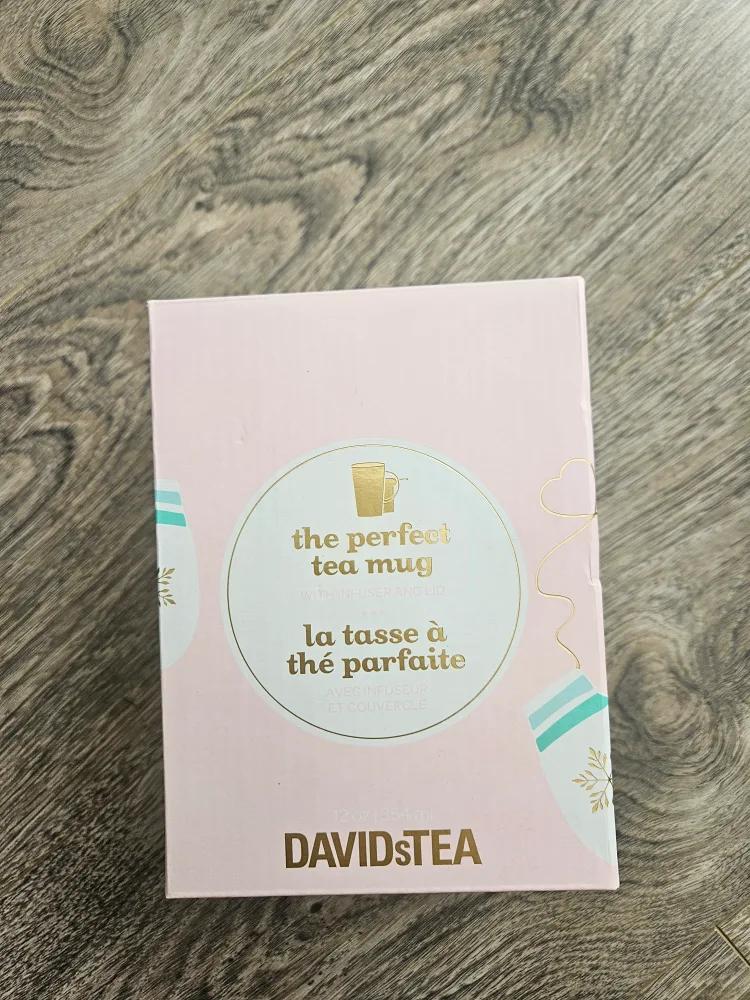 the perfect
tea mug
WITH INFUSER AND LID
la tasse à
thé parfaite
AVEC INFUSEUR
ET COUVERCLE
12 oz | 354 ml
DAVIDsTEA